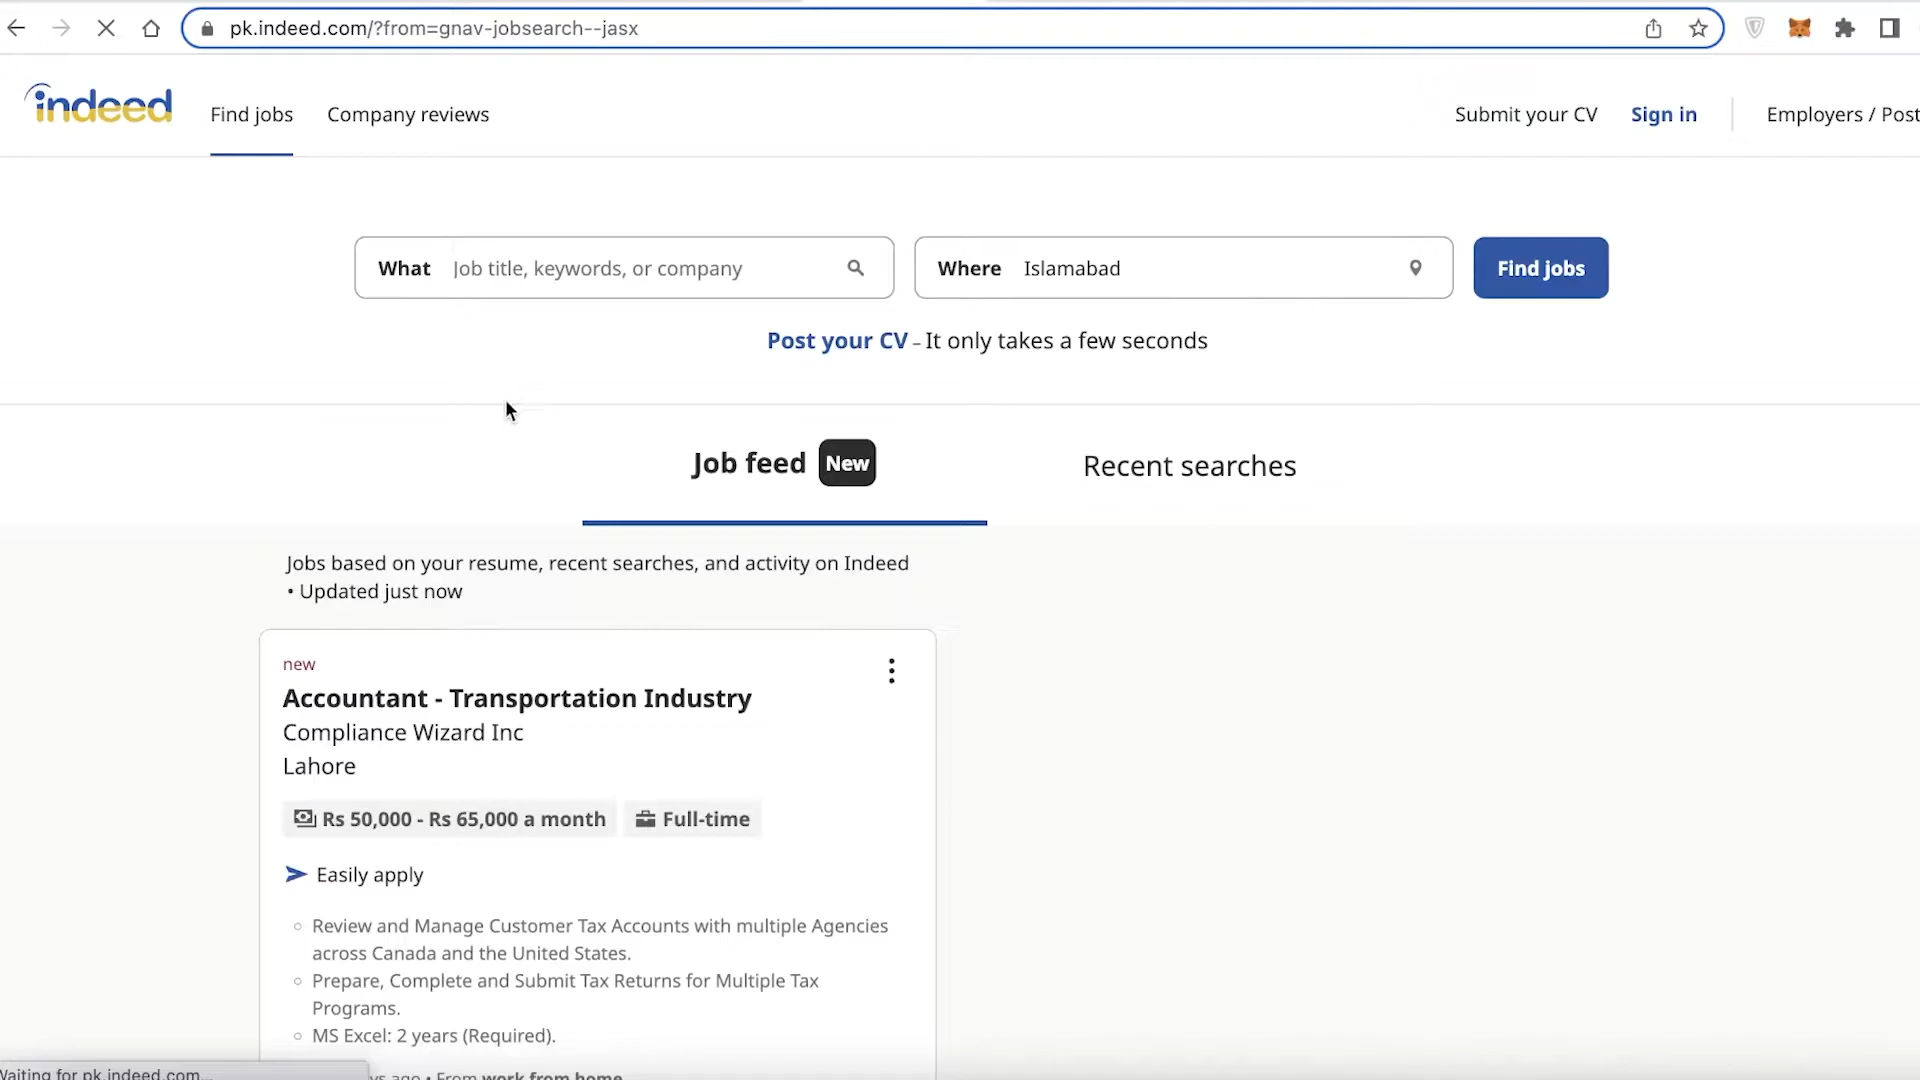 pk.indeed.com/?from=gnav-jobsearch--jasx
indeed
Find jobs
Company reviews
Submit your CV
Sign in
Employers / Post
What
Job title, keywords, or company
Where
Islamabad
Find jobs
Post your CV - It only takes a few seconds
Job feed
New
Recent searches
Jobs based on your resume, recent searches, and activity on Indeed
• Updated just now
new
Accountant - Transportation Industry
Compliance Wizard Inc
Lahore
Rs 50,000 - Rs 65,000 a month
Full-time
Easily apply
Review and Manage Customer Tax Accounts with multiple Agencies
across Canada and the United States.
Prepare, Complete and Submit Tax Returns for Multiple Tax
Programs.
MS Excel: 2 years (Required).
Waiting for pk.indeed.com...
ago • From work from home